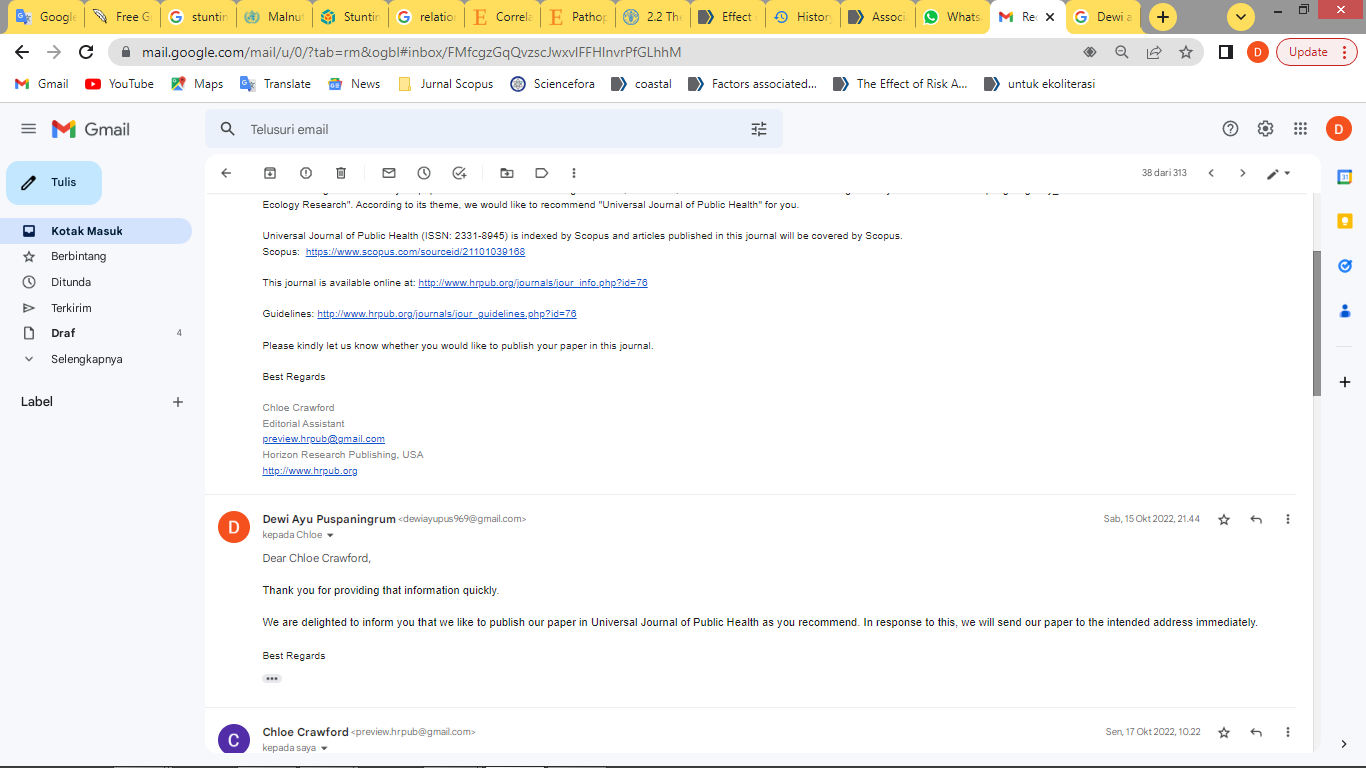 Google
Free G
stuntin
Malnut
Stuntin
relatio
Correla
Pathop
2.2 The
Effect
History
Associ
Whats
Rec
Dewi a
mail.google.com/mail/u/0/?tab=rm&ogbl#inbox/FMfcgzGqQvzscJwxvlFFHlnvrPfGLhhM
D
Update
Gmail
YouTube
Maps
Translate
News
Jurnal Scopus
Sciencefora
coastal
Factors associated...
The Effect of Risk A...
untuk ekoliterasi
Gmail
Telusuri email
D
Tulis
38 dari 313
Kotak Masuk
Berbintang
Ditunda
Terkirim
Draf 4
Selengkapnya
Label
Ecology Research". According to its theme, we would like to recommend "Universal Journal of Public Health" for you.
Universal Journal of Public Health (ISSN: 2331-8945) is indexed by Scopus and articles published in this journal will be covered by Scopus.
Scopus: https://www.scopus.com/sourceid/21101039168
This journal is available online at: http://www.hrpub.org/journals/jour_info.php?id=76
Guidelines: http://www.hrpub.org/journals/jour_guidelines.php?id=76
Please kindly let us know whether you would like to publish your paper in this journal.
Best Regards
Chloe Crawford
Editorial Assistant
preview.hrpub@gmail.com
Horizon Research Publishing, USA
http://www.hrpub.org
D
Dewi Ayu Puspaningrum <dewiayupus969@gmail.com>
Sab, 15 Okt 2022, 21.44
kepada Chloe
Dear Chloe Crawford,
Thank you for providing that information quickly.
We are delighted to inform you that we like to publish our paper in Universal Journal of Public Health as you recommend. In response to this, we will send our paper to the intended address immediately.
Best Regards
C
Chloe Crawford <preview.hrpub@gmail.com>
Sen, 17 Okt 2022, 10.22
kepada saya